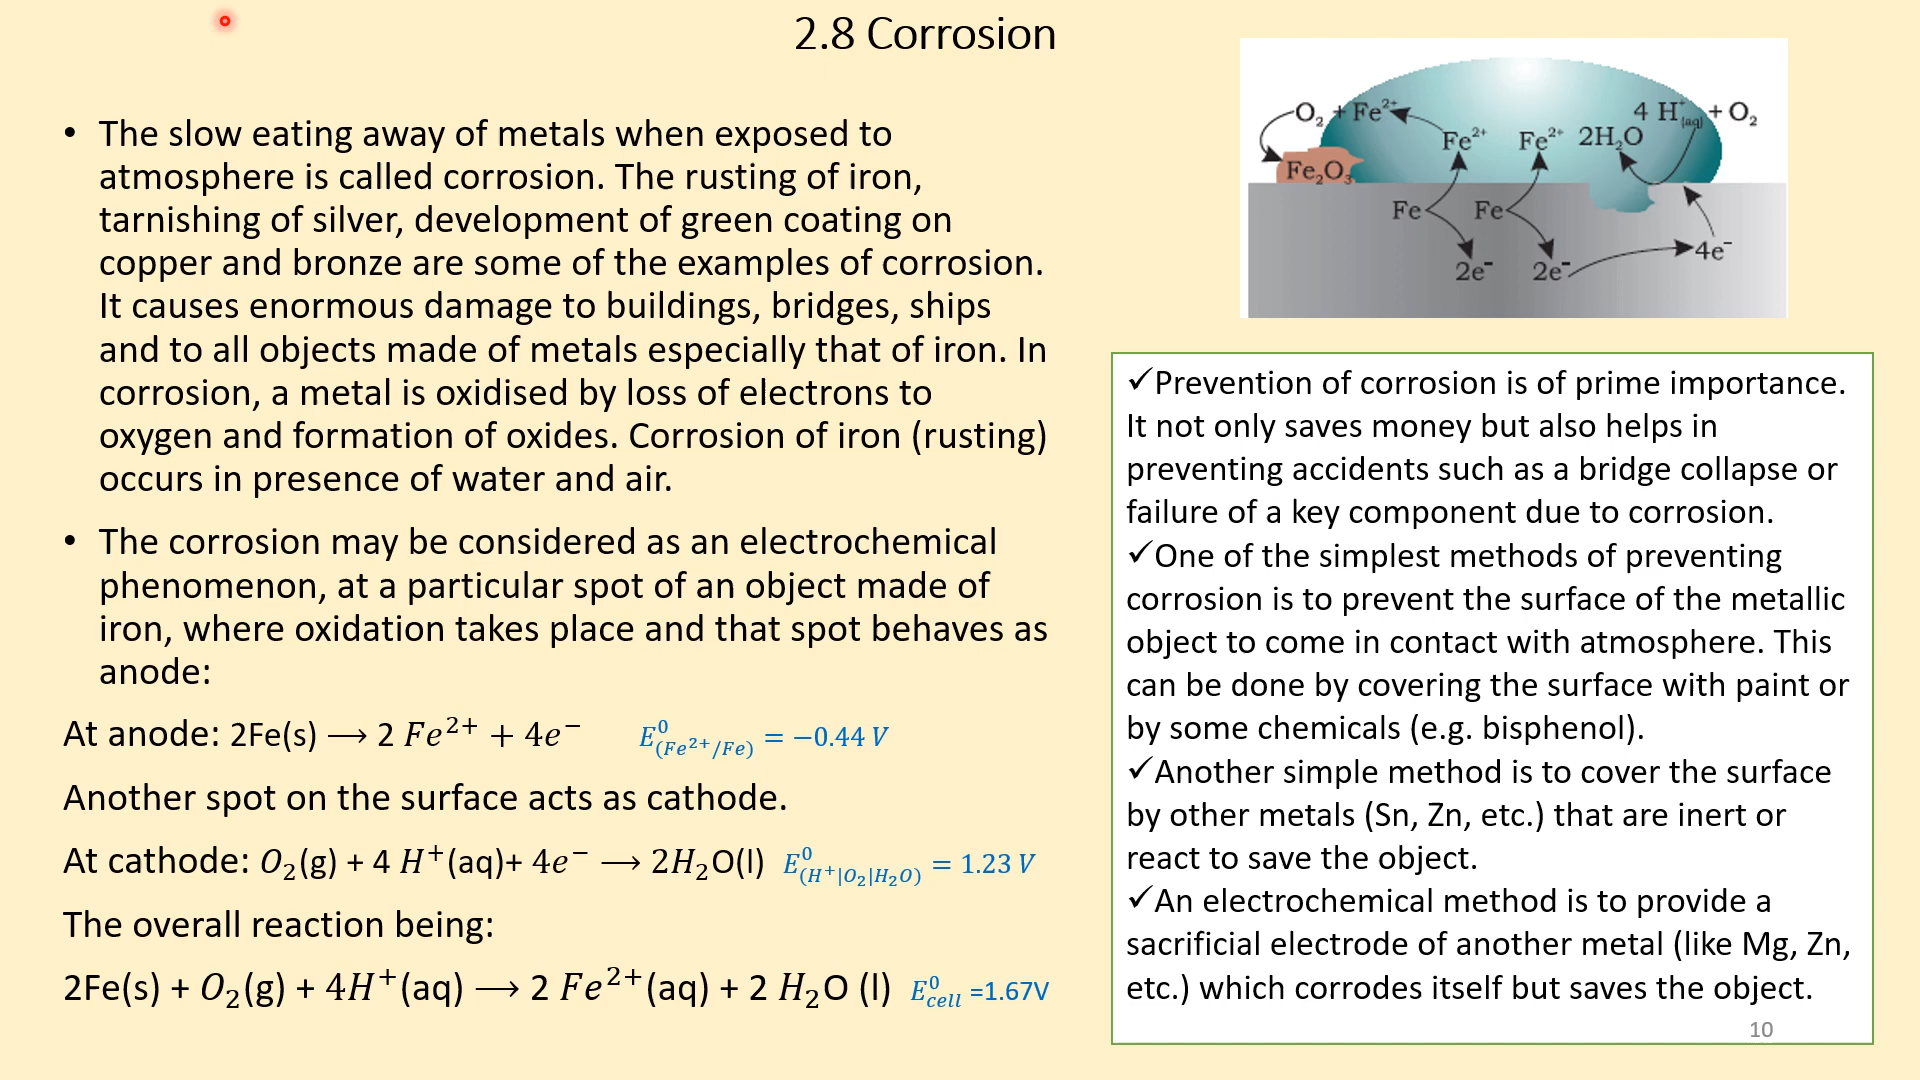 2.8 Corrosion
• The slow eating away of metals when exposed to
atmosphere is called corrosion. The rusting of iron,
tarnishing of silver, development of green coating on
copper and bronze are some of the examples of corrosion.
It causes enormous damage to buildings, bridges, ships
and to all objects made of metals especially that of iron. In
corrosion, a metal is oxidised by loss of electrons to
oxygen and formation of oxides. Corrosion of iron (rusting)
occurs in presence of water and air.
• The corrosion may be considered as an electrochemical
phenomenon, at a particular spot of an object made of
iron, where oxidation takes place and that spot behaves as
anode:
At anode: 2Fe(s) ⟶ 2 Fe²⁺ + 4e⁻ E⁰(Fe²⁺/Fe) = −0.44 V
Another spot on the surface acts as cathode.
At cathode: O₂(g) + 4 H⁺(aq)+ 4e⁻ ⟶ 2H₂O(l) E⁰(H⁺|O₂|H₂O) = 1.23 V
The overall reaction being:
2Fe(s) + O₂(g) + 4H⁺(aq) ⟶ 2 Fe²⁺(aq) + 2 H₂O (l) E⁰cell =1.67V
O₂ + Fe²⁺
4 H⁺(aq) + O₂
Fe²⁺ Fe²⁺ 2H₂O
Fe₂O₃
Fe Fe
4e⁻
2e⁻ 2e⁻
✓Prevention of corrosion is of prime importance.
It not only saves money but also helps in
preventing accidents such as a bridge collapse or
failure of a key component due to corrosion.
✓One of the simplest methods of preventing
corrosion is to prevent the surface of the metallic
object to come in contact with atmosphere. This
can be done by covering the surface with paint or
by some chemicals (e.g. bisphenol).
✓Another simple method is to cover the surface
by other metals (Sn, Zn, etc.) that are inert or
react to save the object.
✓An electrochemical method is to provide a
sacrificial electrode of another metal (like Mg, Zn,
etc.) which corrodes itself but saves the object.
10